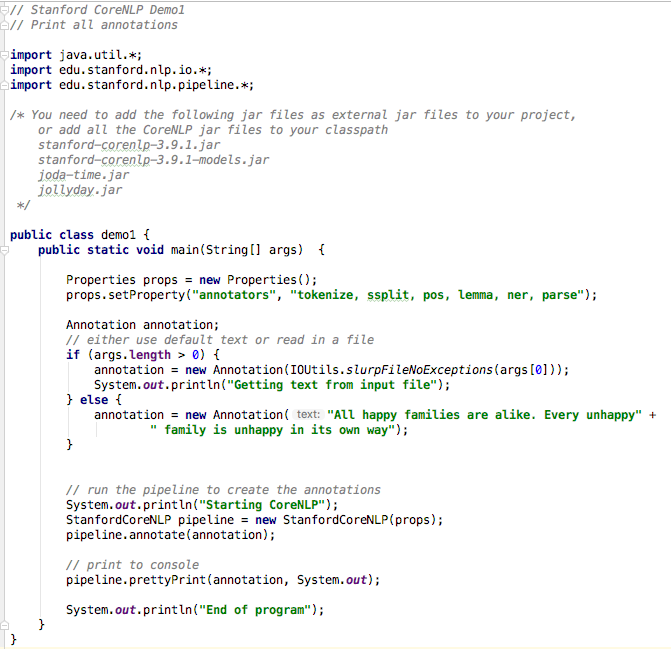 // Stanford CoreNLP Demo1
// Print all annotations
import java.util.*;
import edu.stanford.nlp.io.*;
import edu.stanford.nlp.pipeline.*;
/* You need to add the following jar files as external jar files to your project,
or add all the CoreNLP jar files to your classpath
stanford-corenlp-3.9.1.jar
stanford-corenlp-3.9.1-models.jar
joda-time.jar
jollyday.jar
*/
public class demo1 {
public static void main(String[] args)  {
Properties props = new Properties();
props.setProperty("annotators", "tokenize, ssplit, pos, lemma, ner, parse");
Annotation annotation;
// either use default text or read in a file
if (args.length > 0) {
annotation = new Annotation(IOUtils.slurpFileNoExceptions(args[0]));
System.out.println("Getting text from input file");
} else {
annotation = new Annotation( text: "All happy families are alike. Every unhappy" +
" family is unhappy in its own way");
}
// run the pipeline to create the annotations
System.out.println("Starting CoreNLP");
StanfordCoreNLP pipeline = new StanfordCoreNLP(props);
pipeline.annotate(annotation);
// print to console
pipeline.prettyPrint(annotation, System.out);
System.out.println("End of program");
}
}